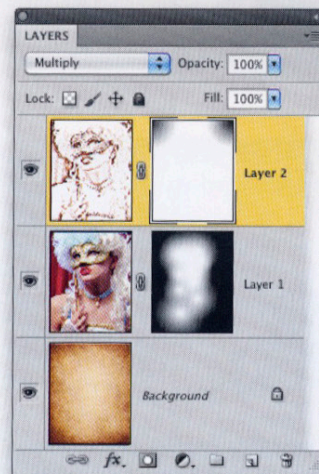 LAYERS
Multiply Opacity: 100%
Lock: Fill: 100%
Layer 2
Layer 1
Background
fx.